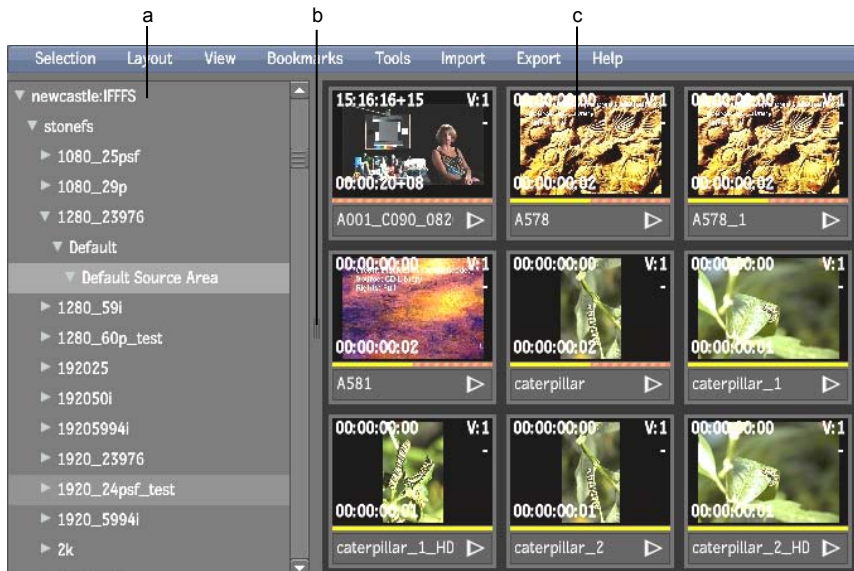 a
b
c
Selection Layout View Bookmarks Tools Import Export Help
newcastle:IFFFS
stonefs
1080_25psf
1080_29p
1280_23976
Default
Default Source Area
1280_59i
1280_60p_test
192025
192050i
19205994i
1920_23976
1920_24psf_test
1920_5994i
2k
15:16:16+15 V:1
-
00:00:20+08
A001_C090_082
00:00:00:00 V:1
-
00:00:00:02
A578
00:00:00:00 V:1
-
00:00:00:02
A578_1
00:00:00:00 V:1
Source: CD Library
Rights: Full
-
00:00:00:02
A581
00:00:00:00 V:1
-
00:00:00:02
caterpillar
00:00:00:00 V:1
-
00:00:00:01
caterpillar_1
00:00:00:00 V:1
-
00:00:00:01
caterpillar_1_HD
00:00:00:00 V:1
-
00:00:00:01
caterpillar_2
00:00:00:00 V:1
-
00:00:00:01
caterpillar_2_HD